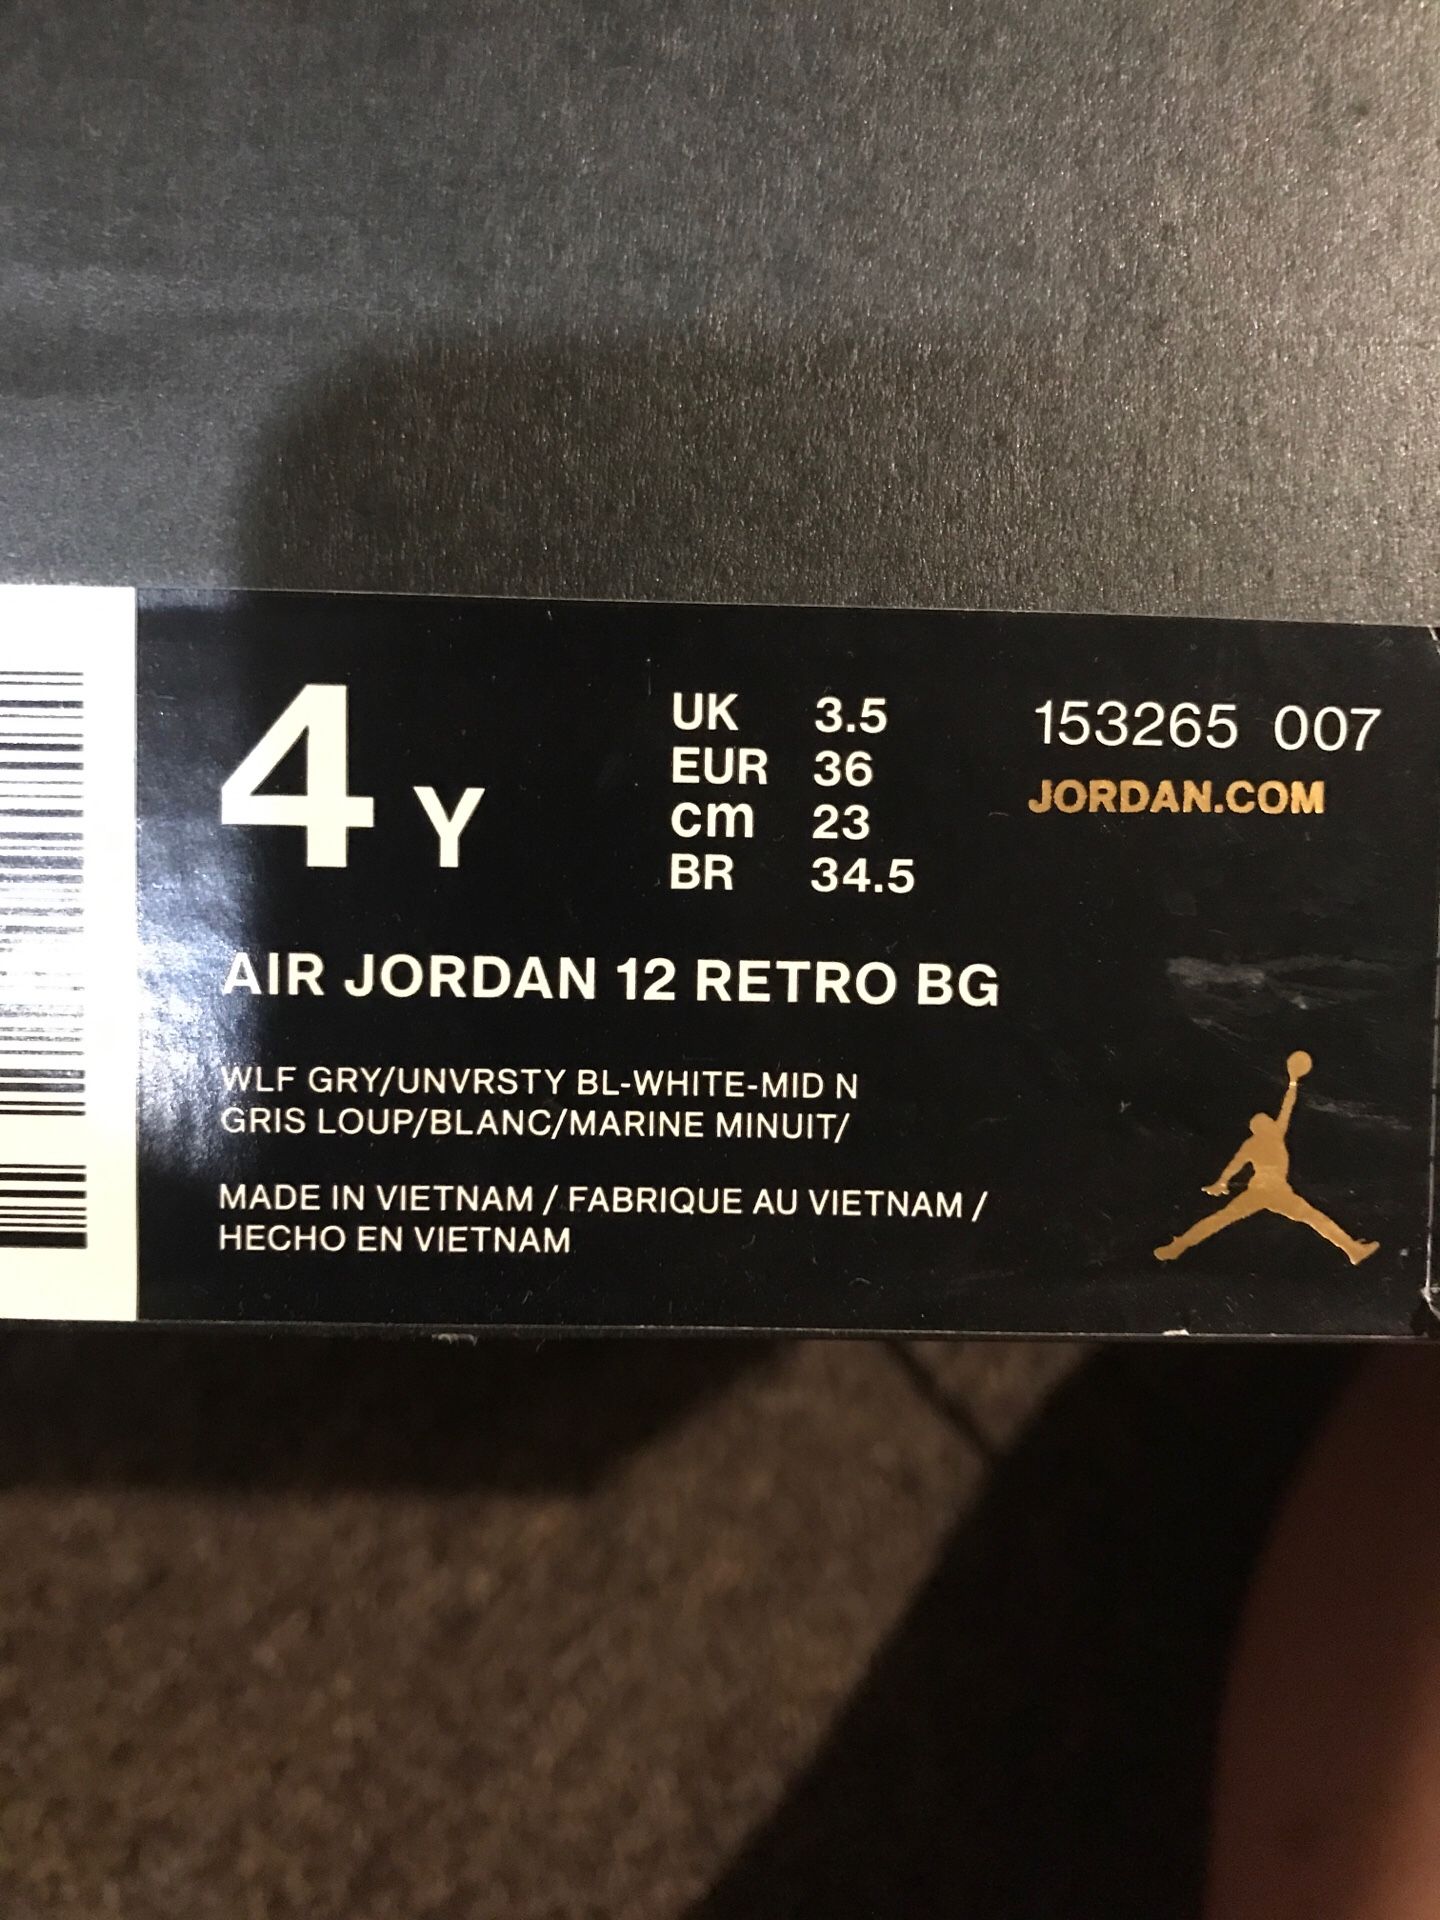 4 Y
UK 3.5
EUR 36
cm 23
BR 34.5
153265 007
JORDAN.COM
AIR JORDAN 12 RETRO BG
WLF GRY/UNVRSTY BL-WHITE-MID N
GRIS LOUP/BLANC/MARINE MINUIT/
MADE IN VIETNAM / FABRIQUE AU VIETNAM /
HECHO EN VIETNAM